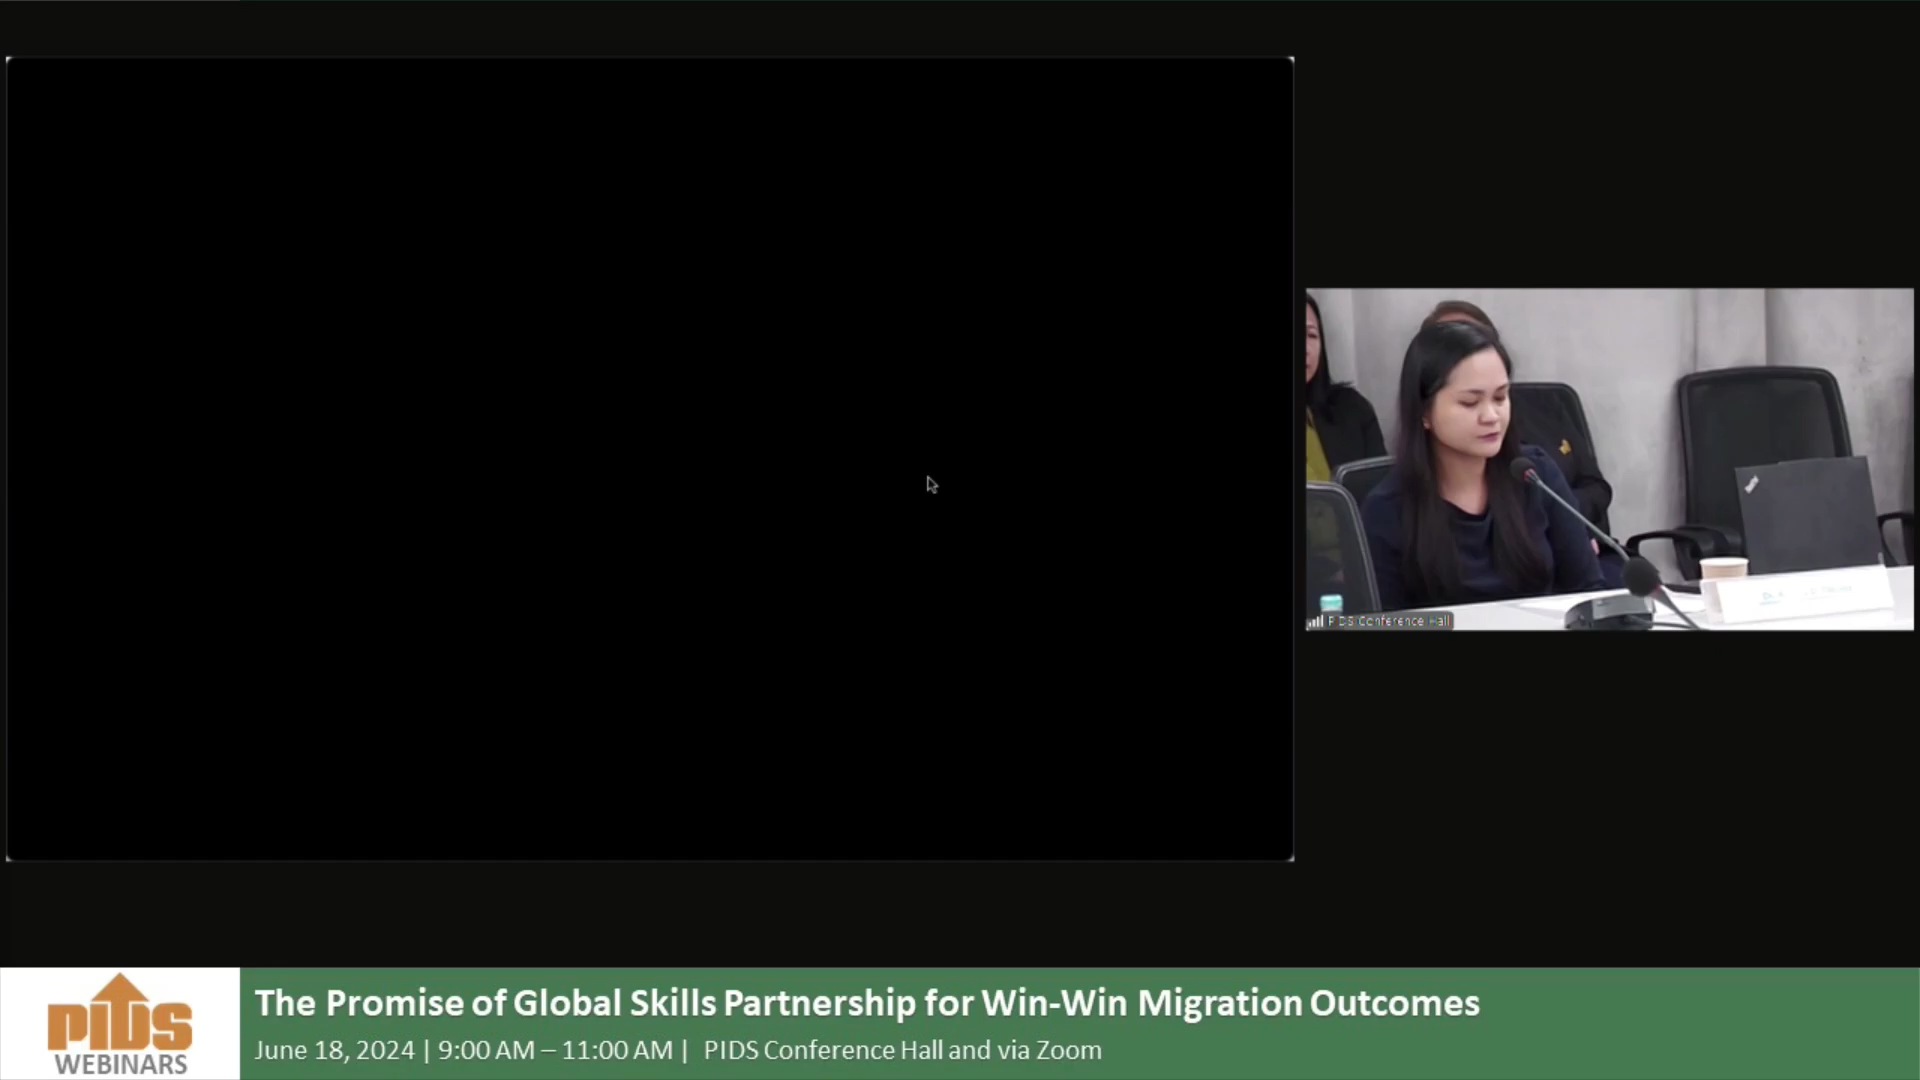 PIDS Conference Hall
PIDS
WEBINARS
The Promise of Global Skills Partnership for Win-Win Migration Outcomes
June 18, 2024 | 9:00 AM – 11:00 AM | PIDS Conference Hall and via Zoom